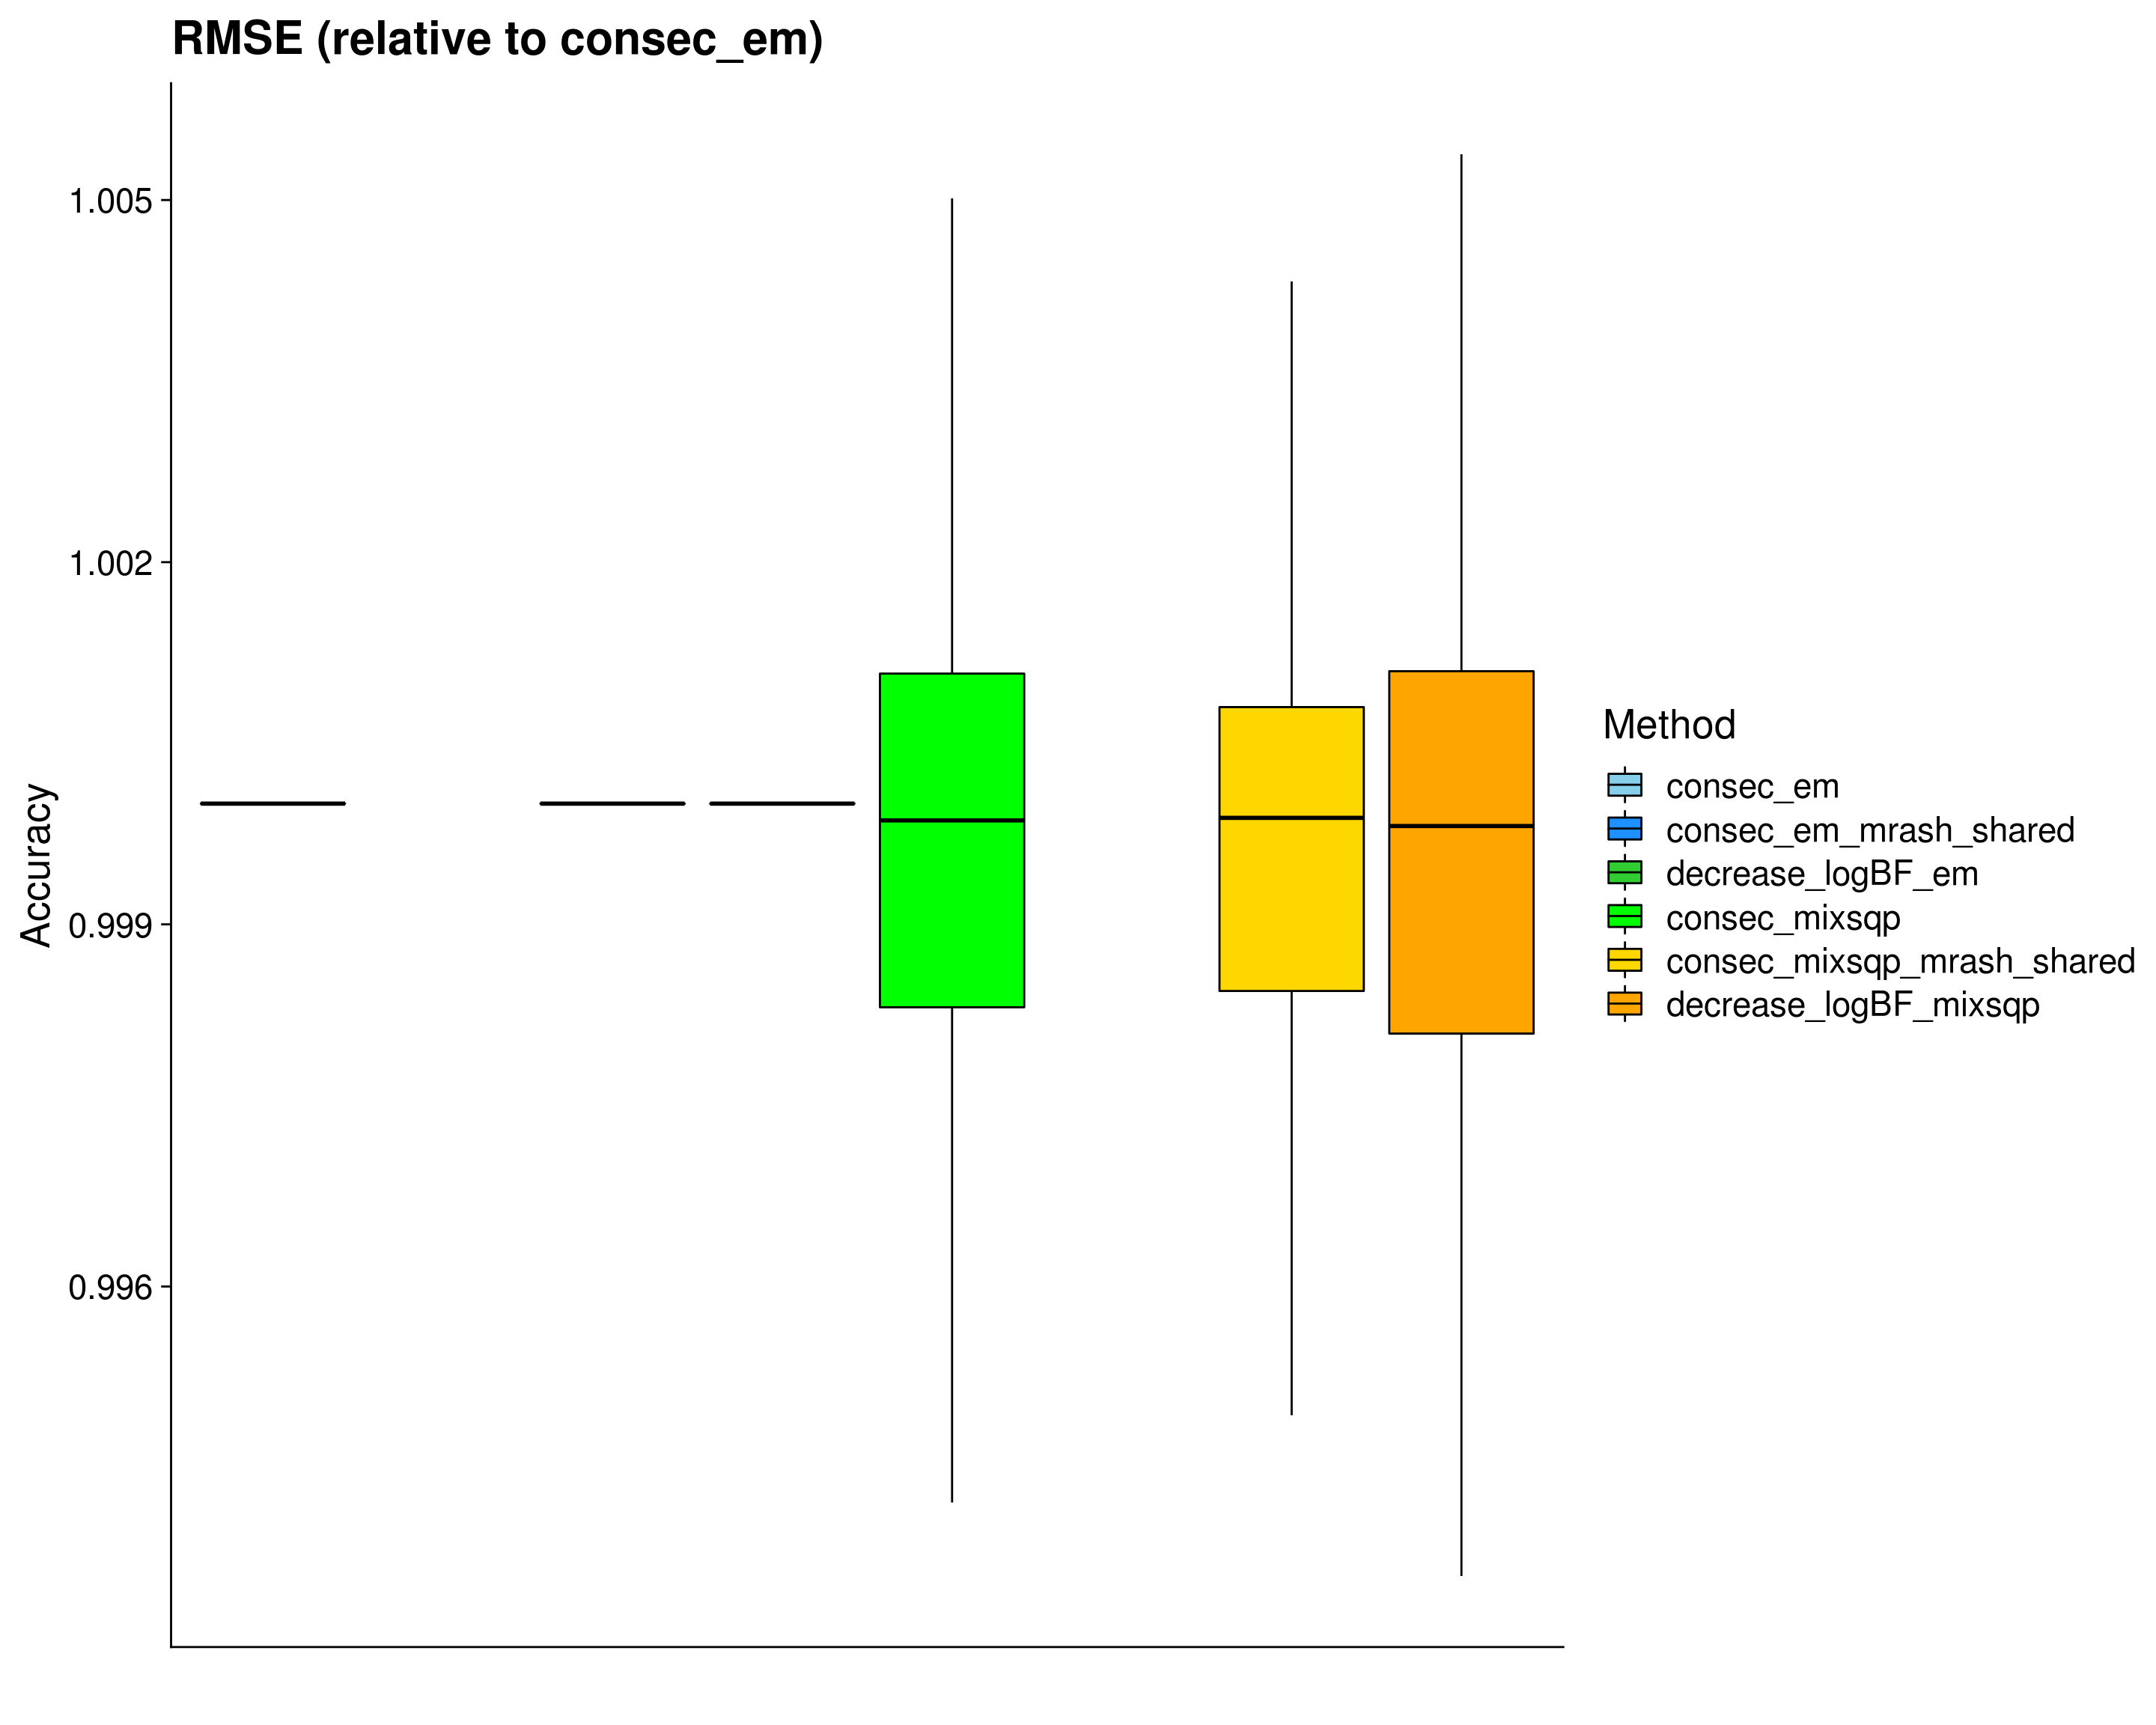 RMSE (relative to consec_em)
Accuracy
1.005
1.002
0.999
0.996
Method
consec_em
consec_em_mrash_shared
decrease_logBF_em
consec_mixsqp
consec_mixsqp_mrash_shared
decrease_logBF_mixsqp